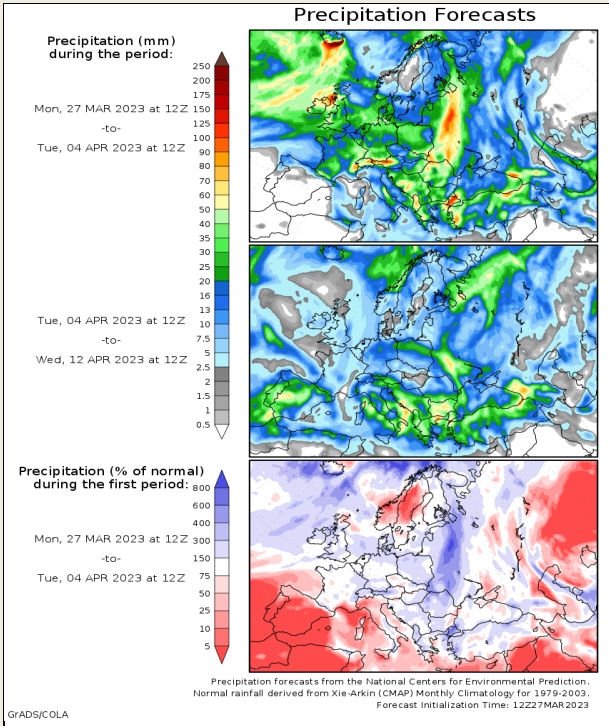 Precipitation Forecasts
Precipitation (mm)
during the period:
Mon, 27 MAR 2023 at 12Z
-to-
Tue, 04 APR 2023 at 12Z
250
200
175
150
125
100
90
80
70
60
50
40
35
30
25
20
16
13
10
7.5
5
2.5
2
1.5
1
0.5
Tue, 04 APR 2023 at 12Z
-to-
Wed, 12 APR 2023 at 12Z
Precipitation (% of normal)
during the first period:
Mon, 27 MAR 2023 at 12Z
-to-
Tue, 04 APR 2023 at 12Z
800
600
400
300
150
75
50
25
10
5
Precipitation forecasts from the National Centers for Environmental Prediction.
Normal rainfall derived from Xie-Arkin (CMAP) Monthly Climatology for 1979-2003.
Forecast Initialization Time: 12Z27MAR2023
GrADS/COLA